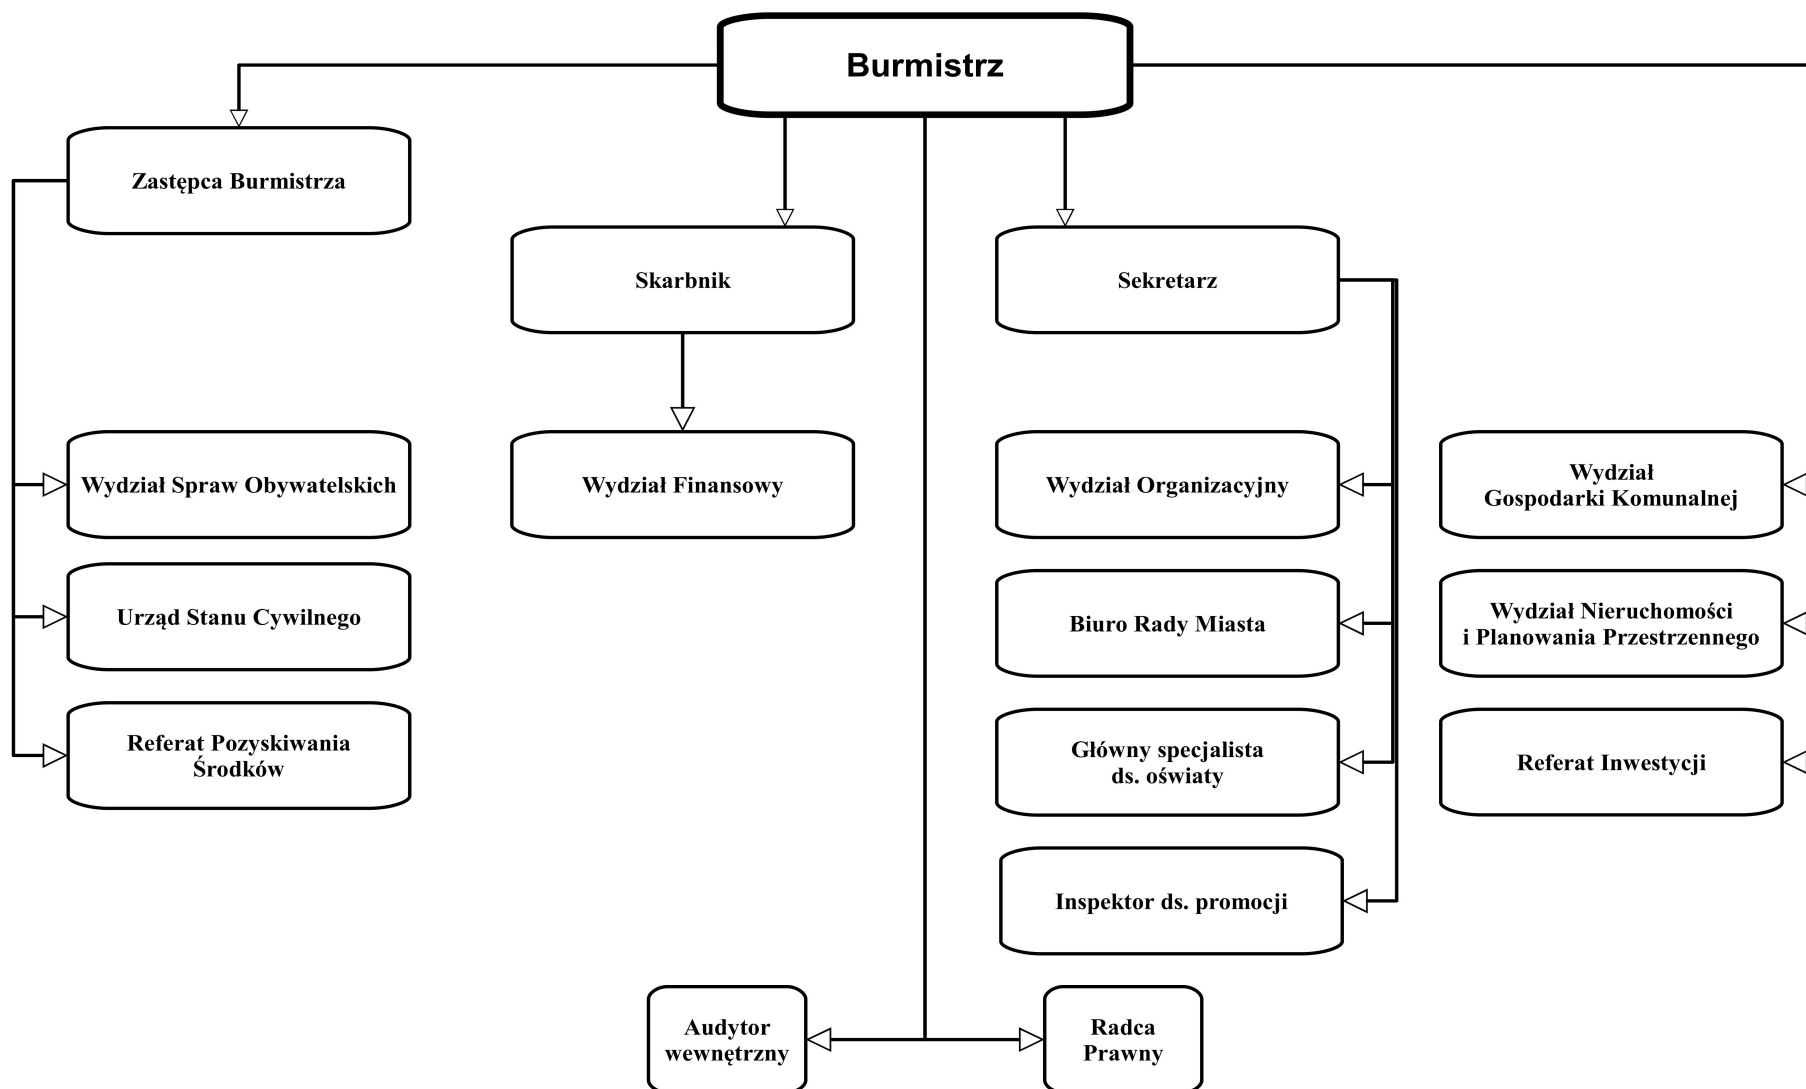 Burmistrz
Zastępca Burmistrza
Skarbnik
Sekretarz
Wydział Spraw Obywatelskich
Wydział Finansowy
Wydział Organizacyjny
Wydział
Gospodarki Komunalnej
Urząd Stanu Cywilnego
Biuro Rady Miasta
Wydział Nieruchomości
i Planowania Przestrzennego
Referat Pozyskiwania
Środków
Główny specjalista
ds. oświaty
Referat Inwestycji
Inspektor ds. promocji
Audytor
wewnętrzny
Radca
Prawny